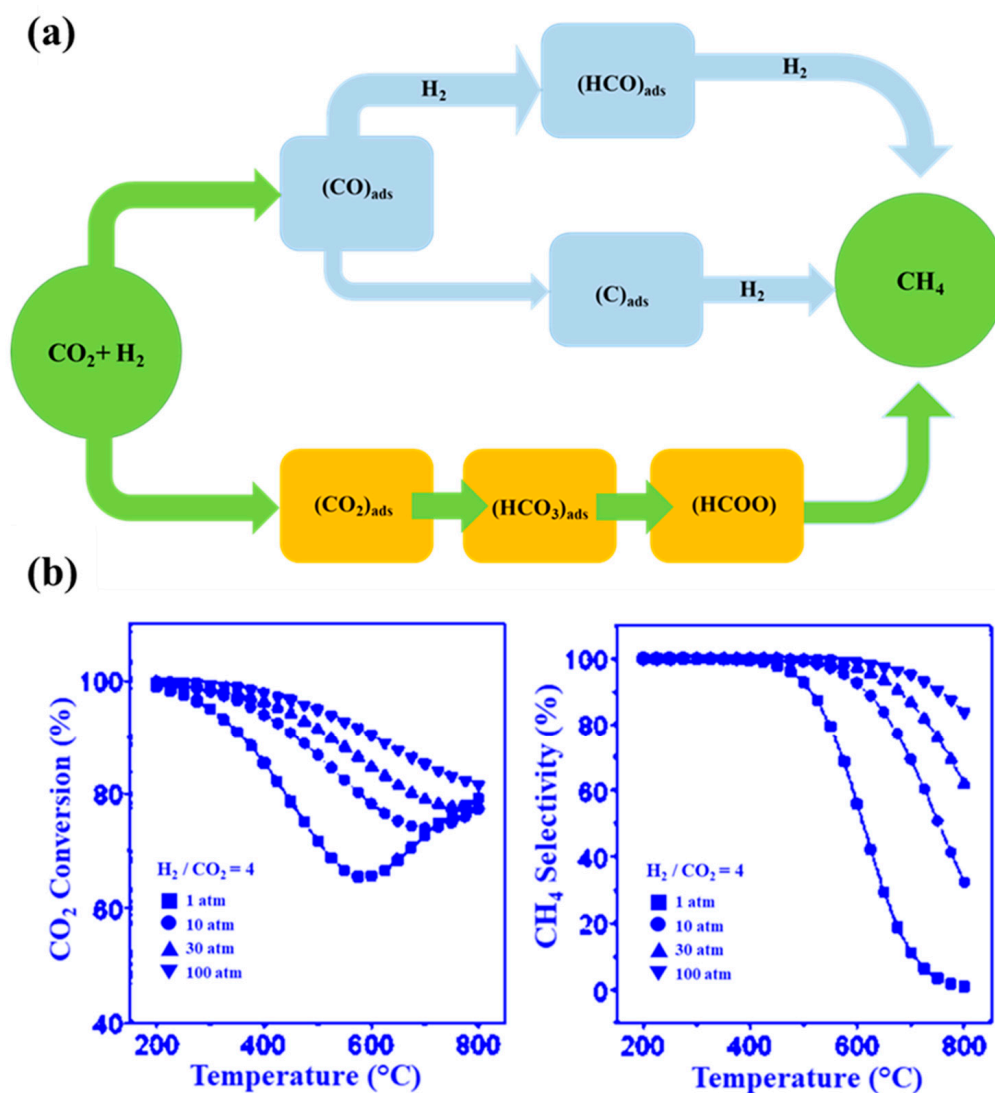 (a)
H₂
(HCO)ads
H₂
(CO)ads
(C)ads
H₂
CH₄
CO₂+ H₂
(CO₂)ads
(HCO₃)ads
(HCOO)
(b)
CO₂ Conversion (%)
100
80
60
40
H₂ / CO₂ = 4
1 atm
10 atm
30 atm
100 atm
200
400
600
800
Temperature (°C)
CH₄ Selectivity (%)
100
80
60
40
20
0
H₂ / CO₂ = 4
1 atm
10 atm
30 atm
100 atm
200
400
600
800
Temperature (°C)